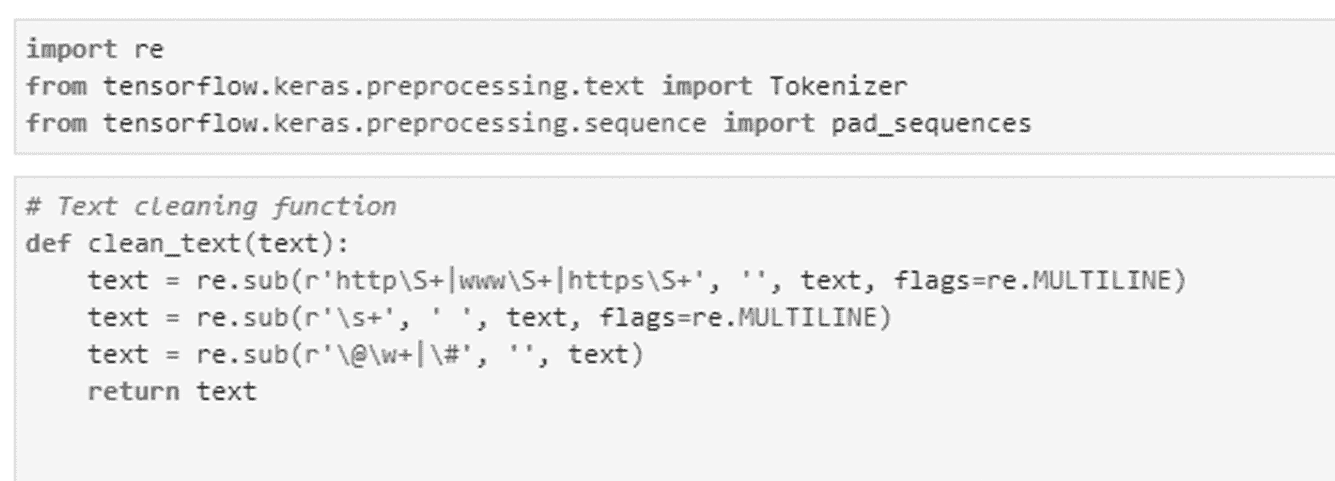 import re
from tensorflow.keras.preprocessing.text import Tokenizer
from tensorflow.keras.preprocessing.sequence import pad_sequences
# Text cleaning function
def clean_text(text):
    text = re.sub(r'http\S+|www\S+|https\S+', '', text, flags=re.MULTILINE)
    text = re.sub(r'\s+', ' ', text, flags=re.MULTILINE)
    text = re.sub(r'\@\w+|\#', '', text)
    return text